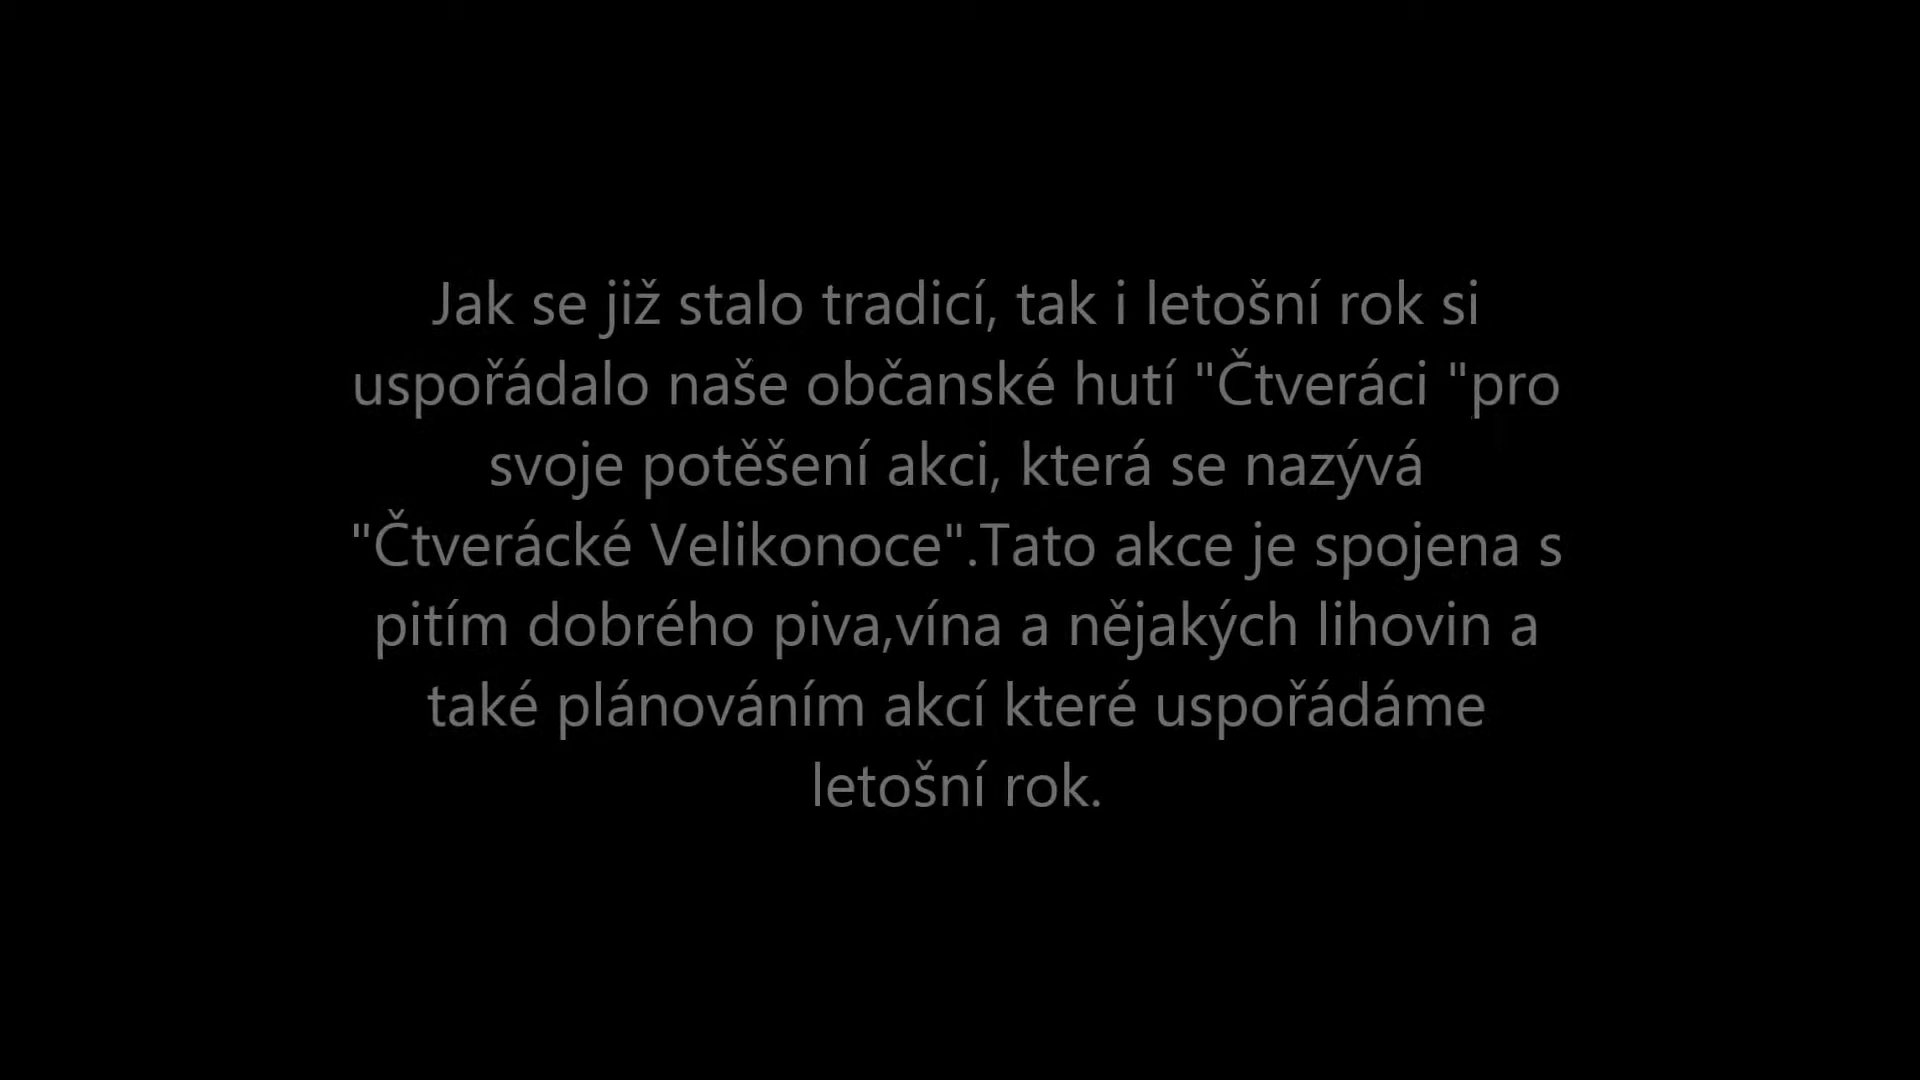 Jak se již stalo tradicí, tak i letošní rok si
uspořádalo naše občanské hutí "Čtveráci "pro
svoje potěšení akci, která se nazývá
"Čtverácké Velikonoce".Tato akce je spojena s
pitím dobrého piva,vína a nějakých lihovin a
také plánováním akcí které uspořádáme
letošní rok.